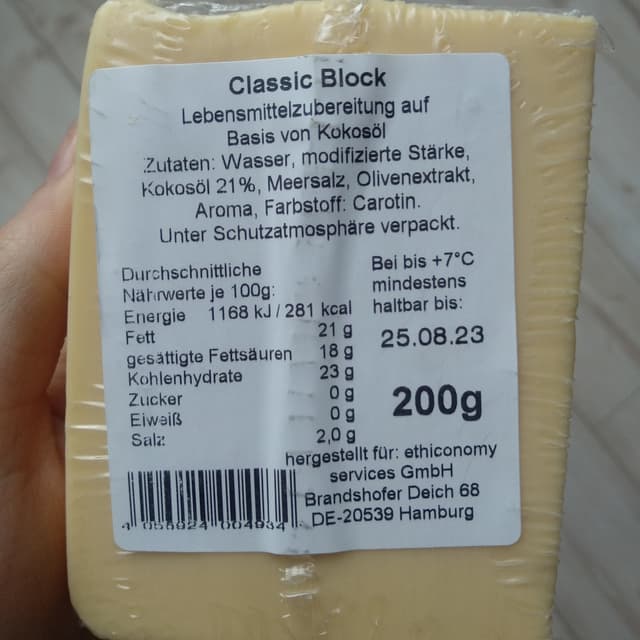 Classic Block
Lebensmittelzubereitung auf
Basis von Kokosöl
Zutaten: Wasser, modifizierte Stärke,
Kokosöl 21%, Meersalz, Olivenextrakt,
Aroma, Farbstoff: Carotin.
Unter Schutzatmosphäre verpackt.
Durchschnittliche
Nährwerte je 100g:
Energie 1168 kJ / 281 kcal
Fett 21 g
gesättigte Fettsäuren 18 g
Kohlenhydrate 23 g
Zucker 0 g
Eiweiß 0 g
Salz 2,0 g
Bei bis +7°C
mindestens
haltbar bis:
25.08.23
200g
hergestellt für: ethiconomy
services GmbH
Brandshofer Deich 68
DE-20539 Hamburg
4 055924 004934